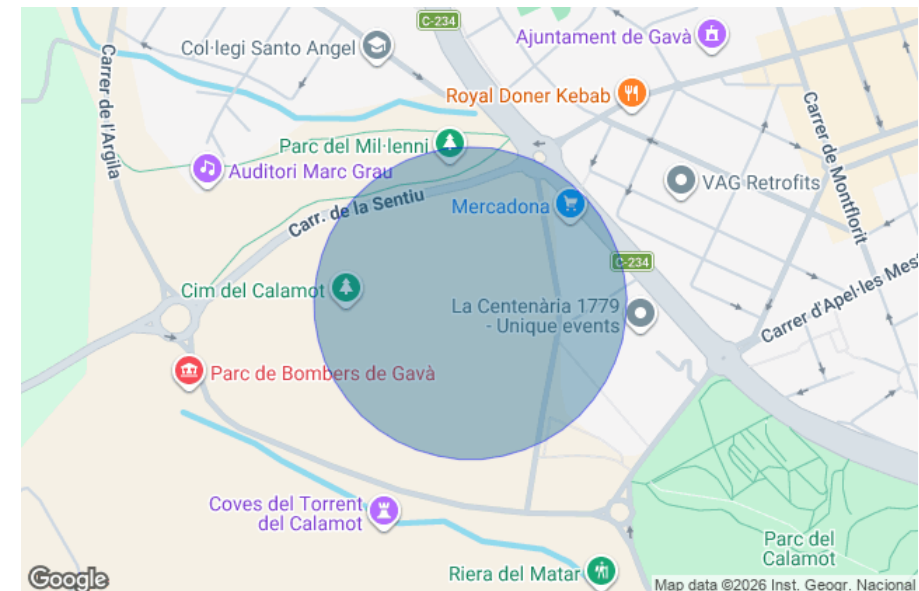 C-234
Ajuntament de Gavà
Col·legi Santo Angel
Royal Doner Kebab
Carrer de l'Argila
Carrer de Montflorit
Parc del Mil·lenni
Auditori Marc Grau
VAG Retrofits
Carr. de la Sentiu
Mercadona
C-234
Cim del Calamot
La Centenària 1779
- Unique events
Carrer d'Apel·les Mes
Parc de Bombers de Gavà
Coves del Torrent
del Calamot
Parc del
Calamot
Riera del Matar
Google
Map data ©2026 Inst. Geogr. Nacional